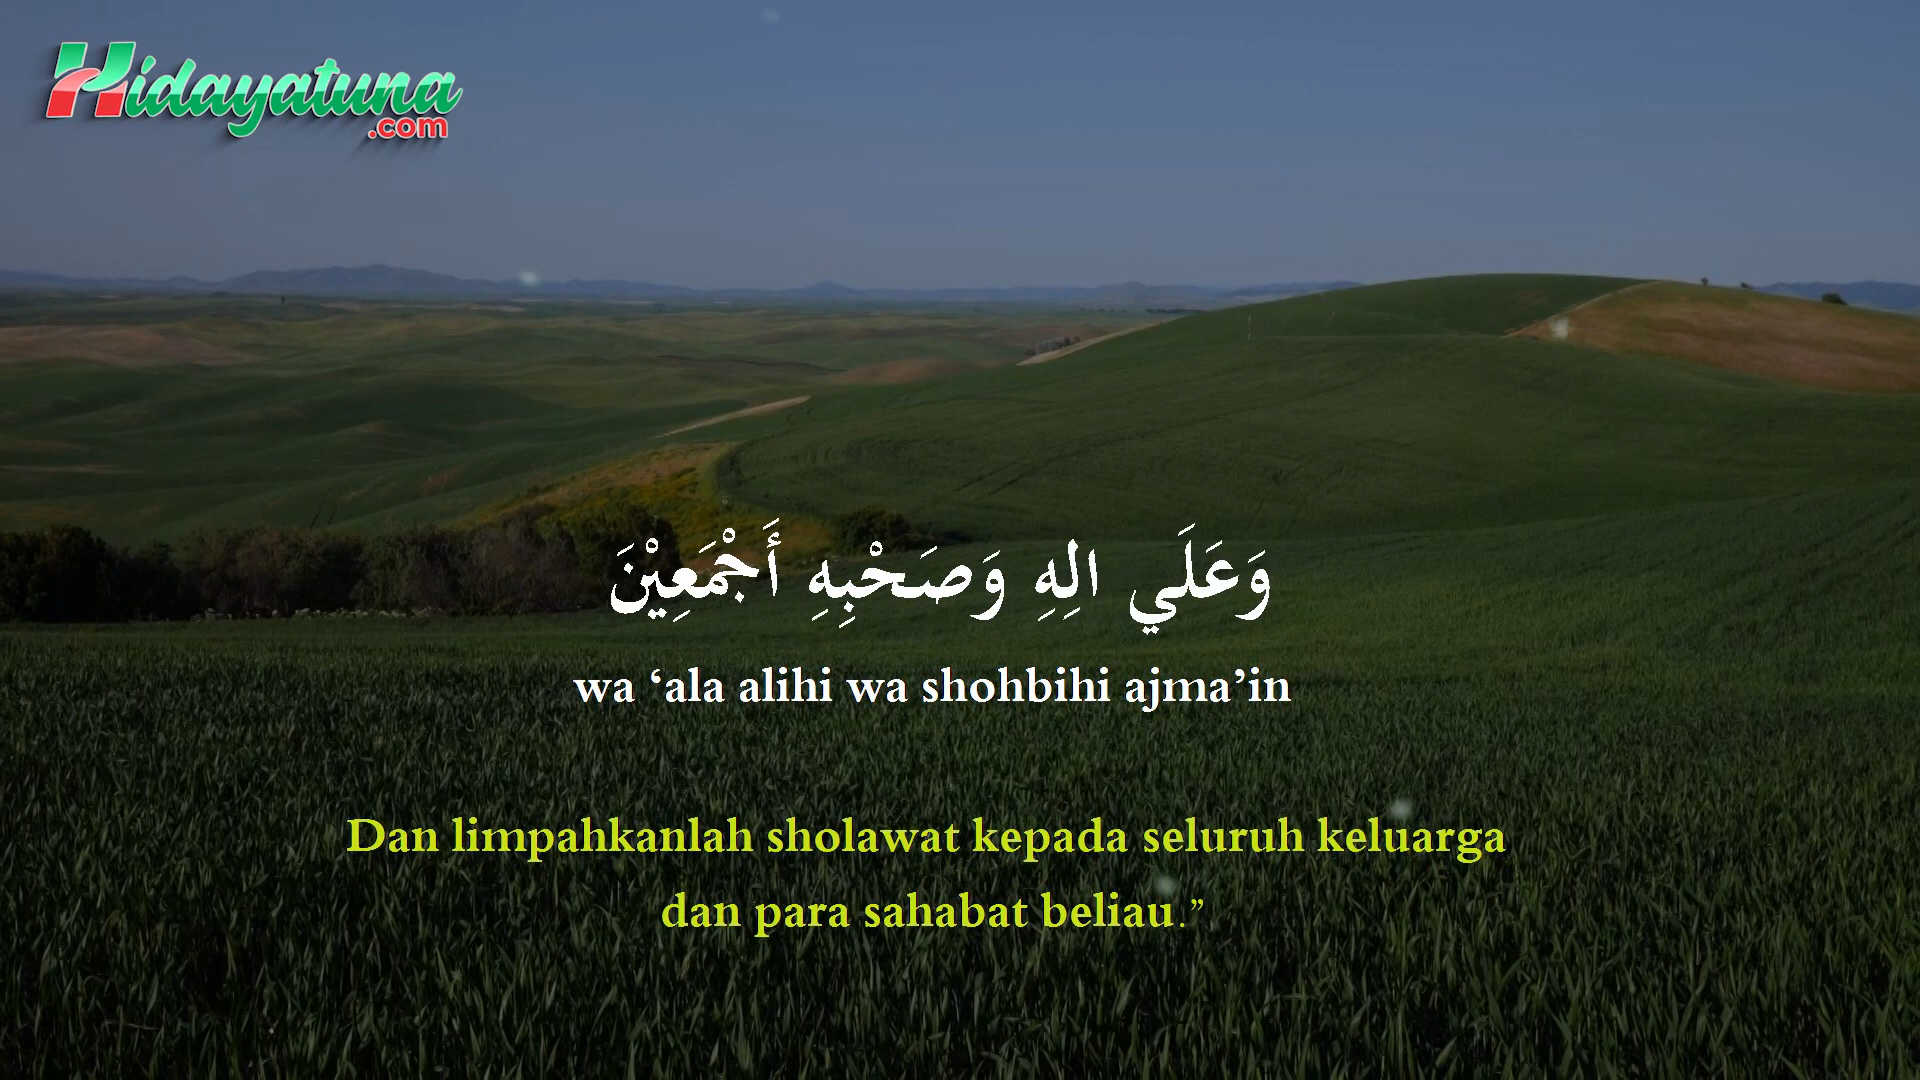 Hidayatuna
.com
وَعَلَي الِهِ وَصَحْبِهِ أَجْمَعِيْنَ
wa ‘ala alihi wa shohbihi ajma’in
Dan limpahkanlah sholawat kepada seluruh keluarga
dan para sahabat beliau.”